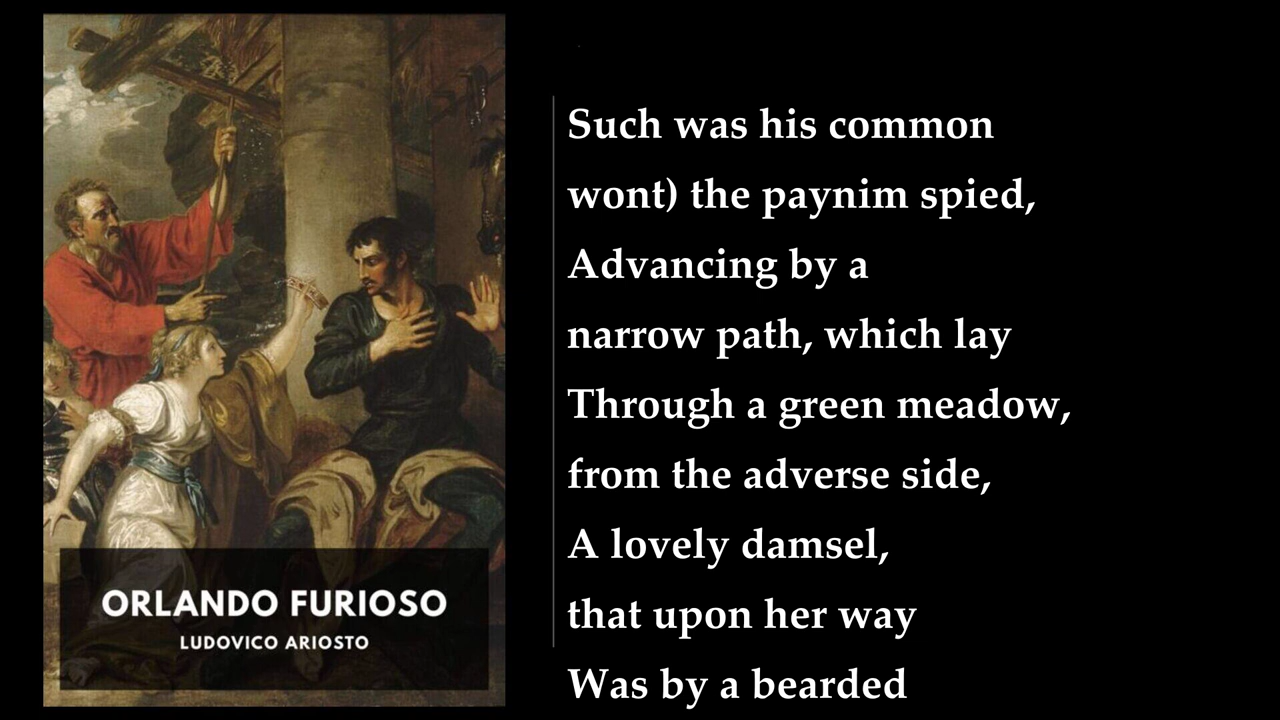 ORLANDO FURIOSO
LUDOVICO ARIOSTO
Such was his common
wont) the paynim spied,
Advancing by a
narrow path, which lay
Through a green meadow,
from the adverse side,
A lovely damsel,
that upon her way
Was by a bearded